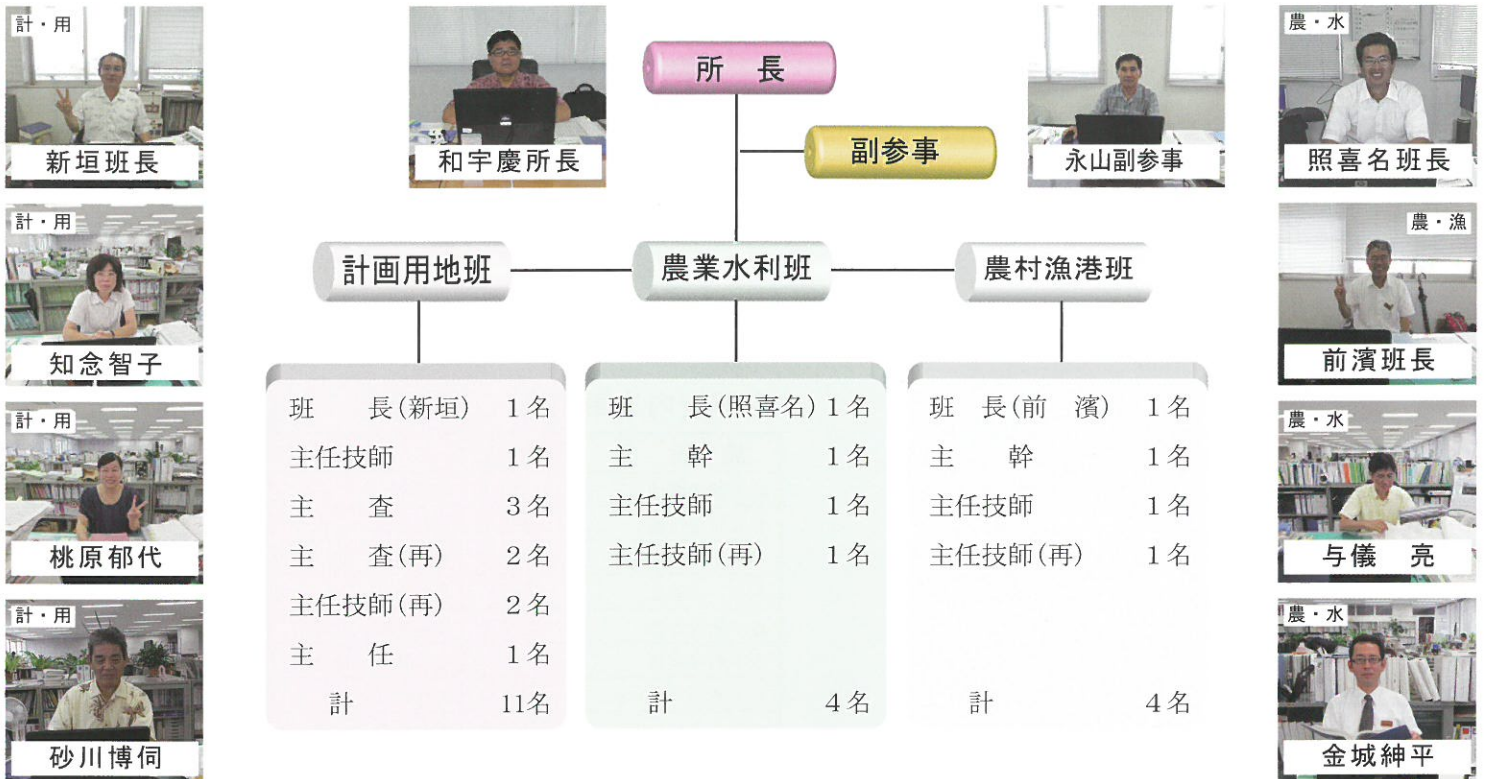 計・用
新垣班長
和宇慶所長
所　長
副参事
永山副参事
農・水
照喜名班長
計・用
知念智子
計画用地班
農業水利班
農村漁港班
農・漁
前濱班長
班　　長(新垣)　1名
主任技師　1名
主　　査　3名
主　　査(再)　2名
主任技師(再)　2名
主　　任　1名
計　11名
班　　長(照喜名)1名
主　　幹　1名
主任技師　1名
主任技師(再)　1名
計　4名
班　長(前　濱)　1名
主　　幹　1名
主任技師　1名
主任技師(再)　1名
計　4名
計・用
桃原郁代
農・水
与儀　亮
計・用
砂川博伺
農・水
金城紳平